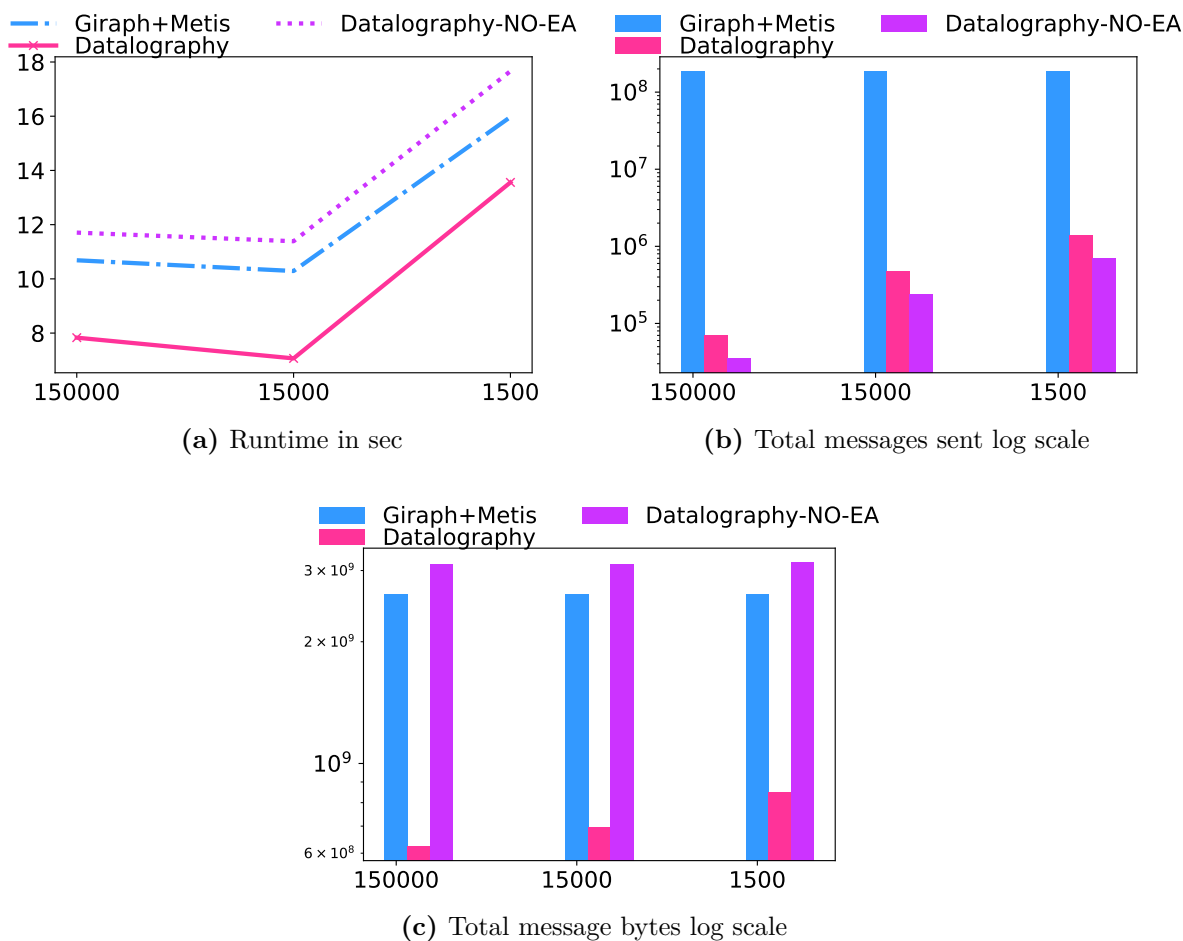 Giraph+Metis
Datalography
Datalography-NO-EA
18
16
14
12
10
8
150000 15000 1500
(a) Runtime in sec
Giraph+Metis
Datalography
Datalography-NO-EA
10^8
10^7
10^6
10^5
150000 15000 1500
(b) Total messages sent log scale
Giraph+Metis
Datalography
Datalography-NO-EA
3 × 10^9
2 × 10^9
10^9
6 × 10^8
150000 15000 1500
(c) Total message bytes log scale